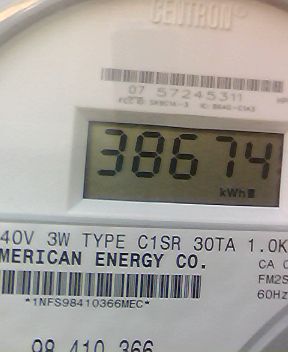 CENTRON®
07 57245311
38674
kWh
40V 3W TYPE C1SR 30TA 1.0K
MERICAN ENERGY CO.
CA 0
FM2S
60Hz
*1NFS98410366MEC*
98 410 366